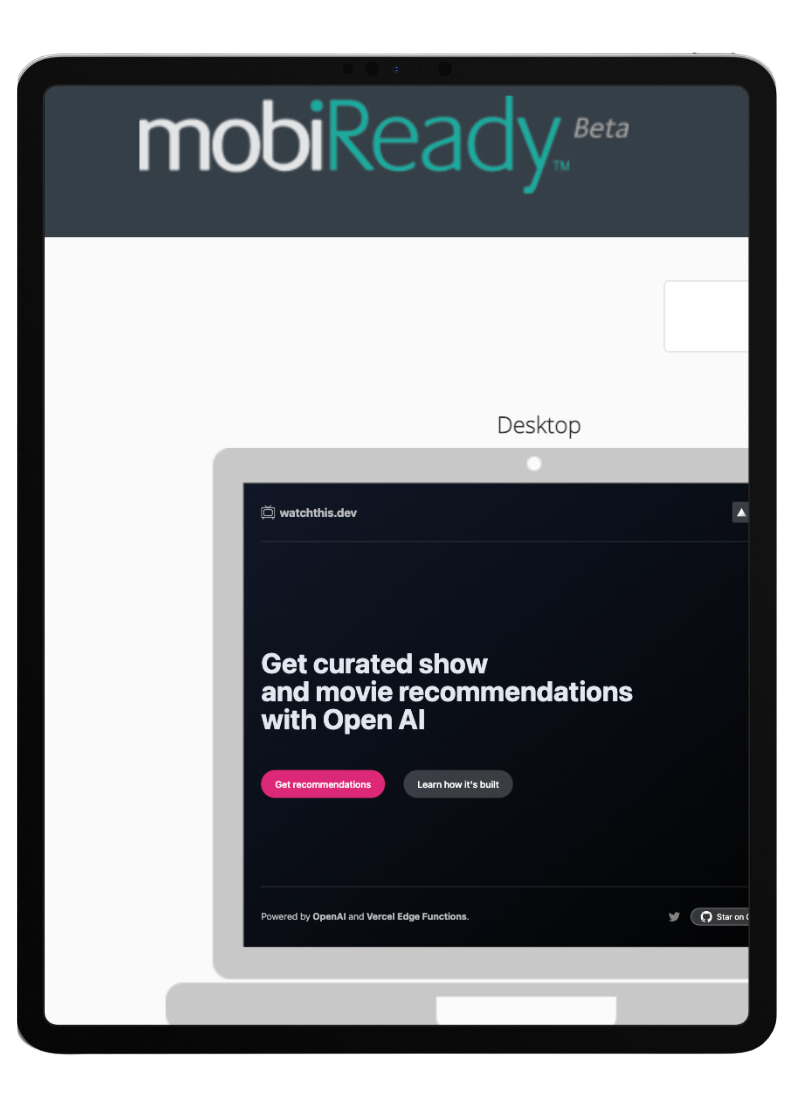 mobiReady™ Beta
Desktop
watchthis.dev
Get curated show
and movie recommendations
with Open AI
Get recommendations
Learn how it's built
Powered by OpenAI and Vercel Edge Functions.
Star on